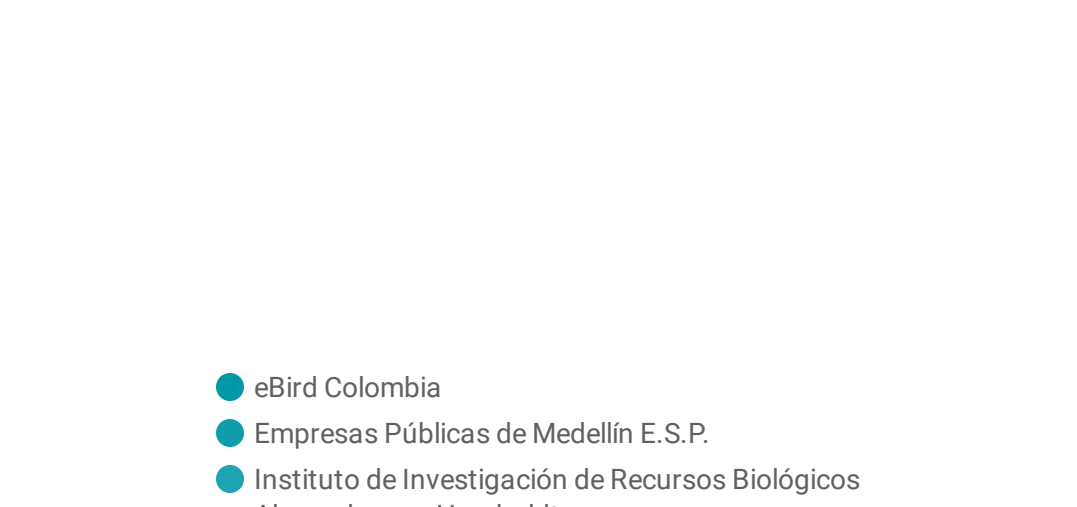 eBird Colombia
Empresas Públicas de Medellín E.S.P.
Instituto de Investigación de Recursos Biológicos